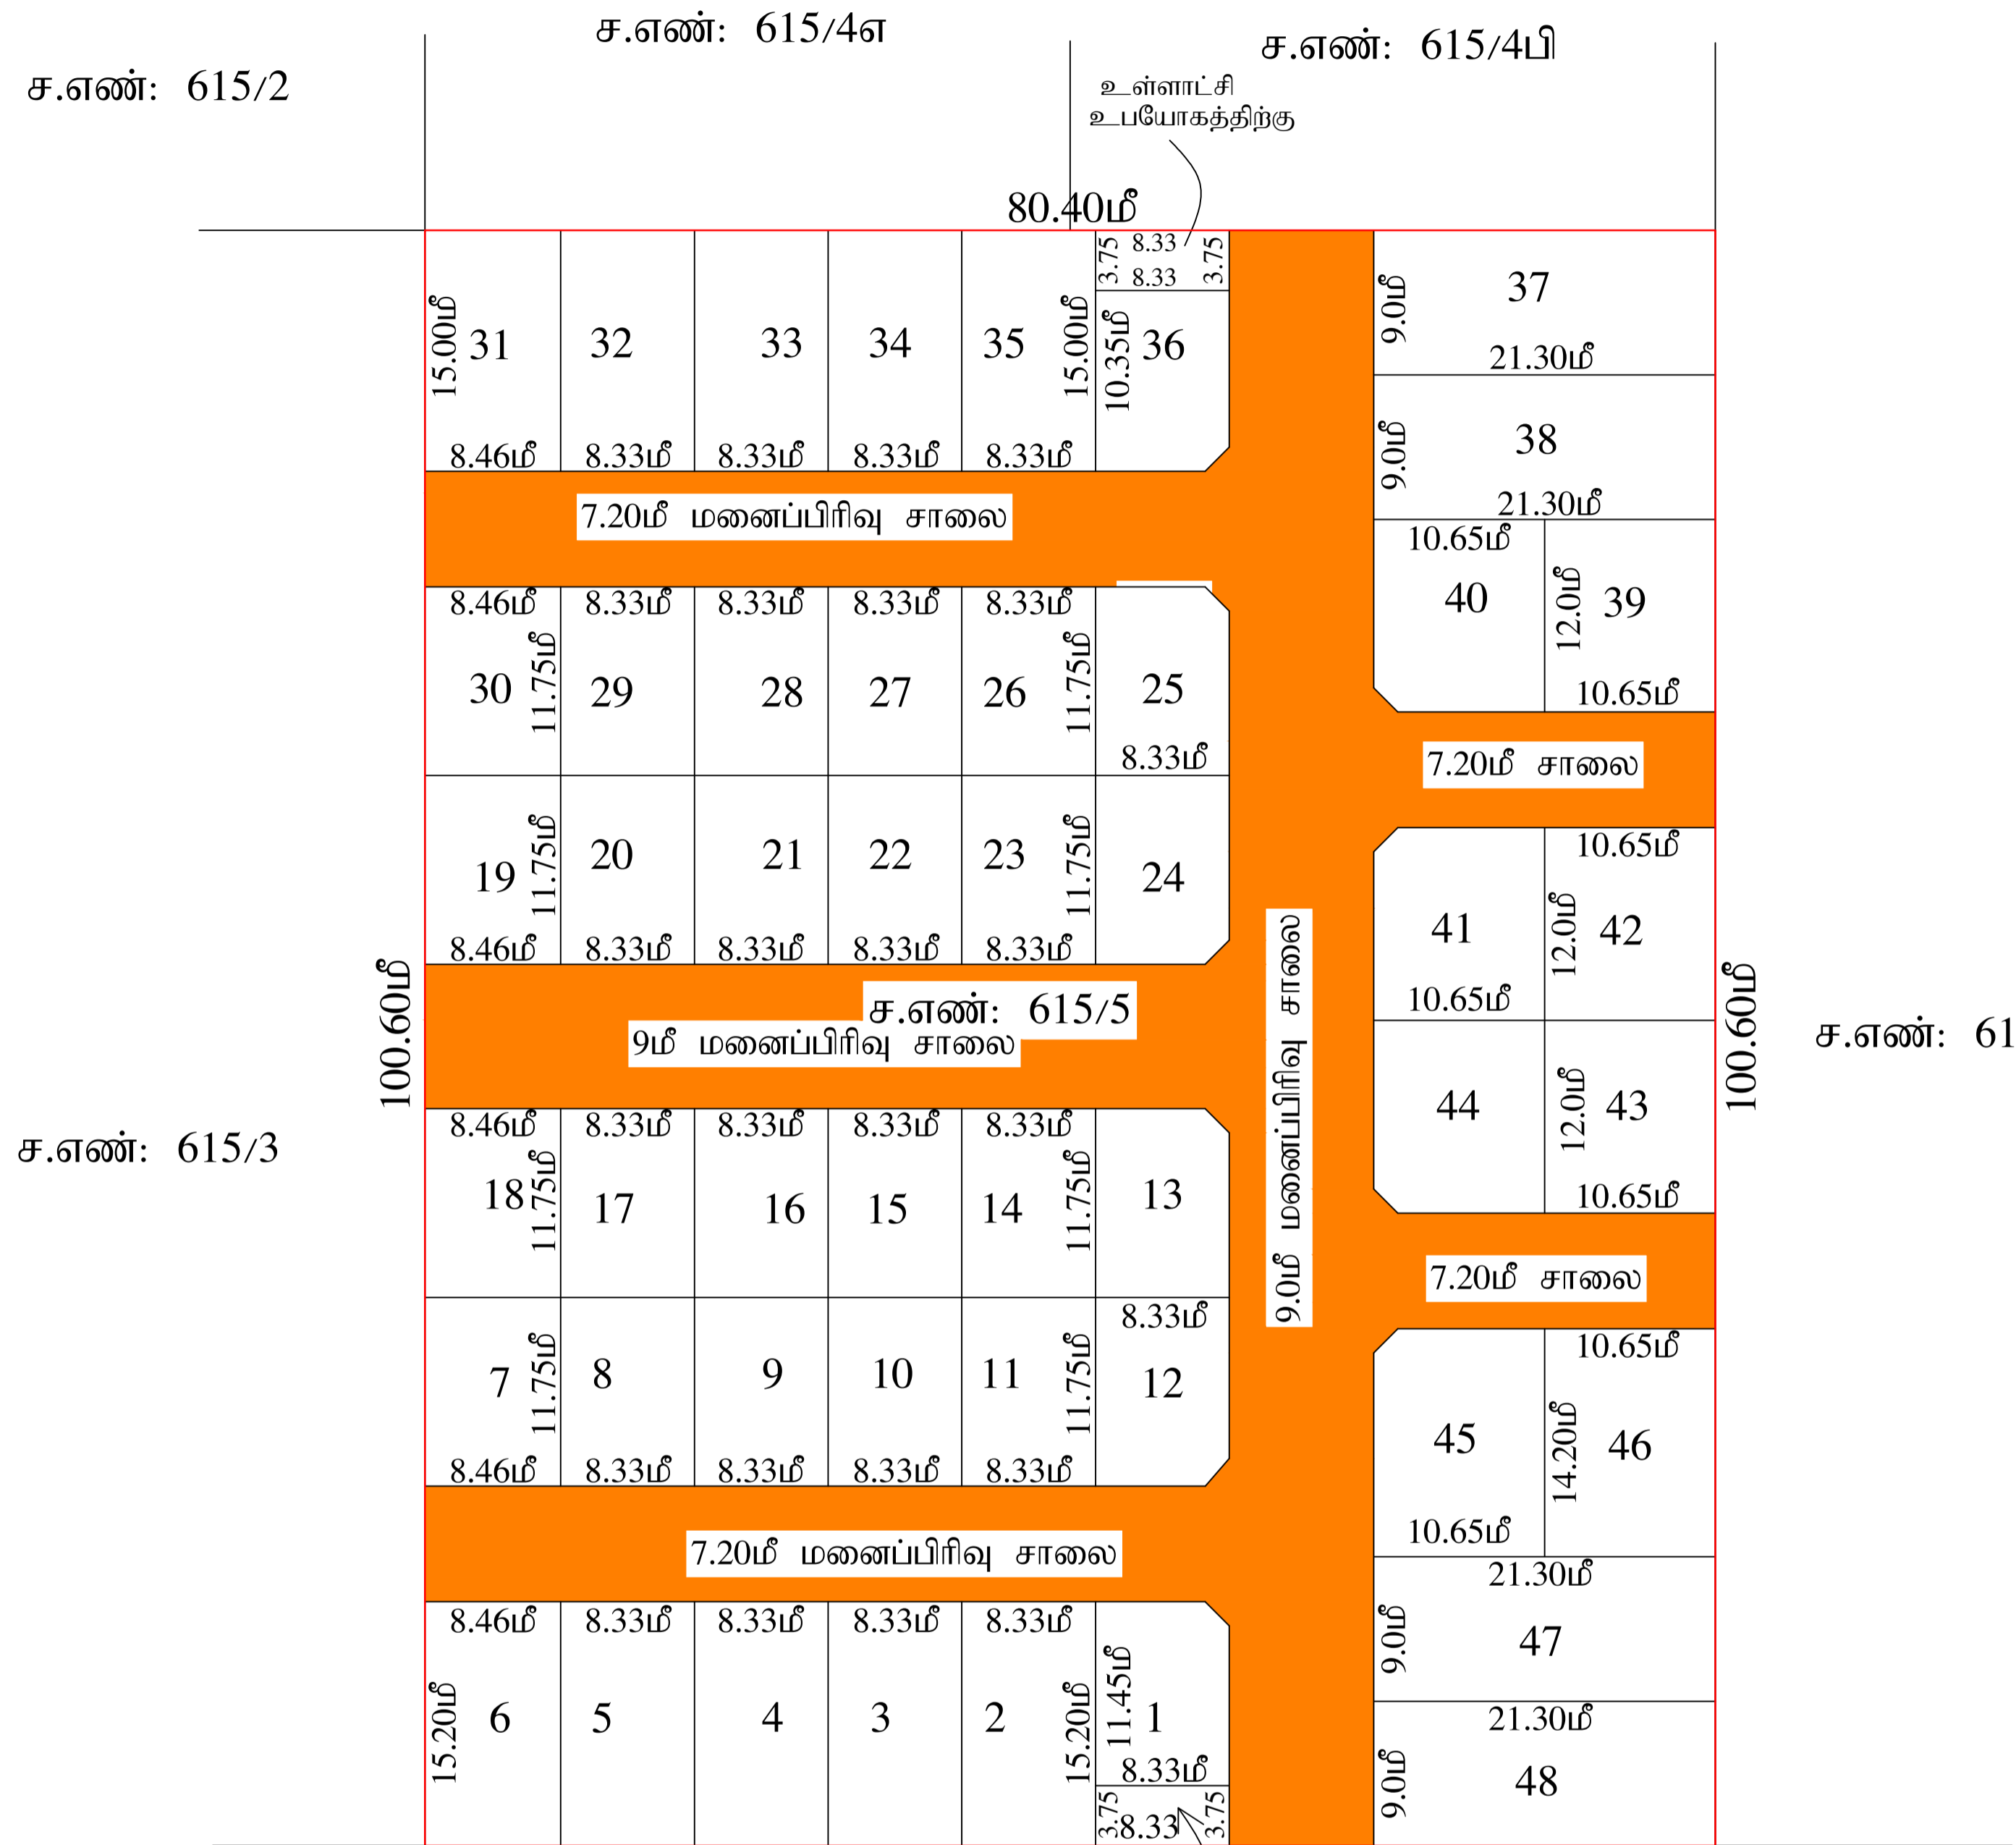 ச.எண்: 615/4எ
ச.எண்: 615/4பி
ச.எண்: 615/2
உள்ளாட்சி
உபயோகத்திற்கு
80.40மீ
3.75 8.33 3.75
8.33
15.00மீ 31 32 33 34 35 15.00மீ 10.35மீ 36
8.46மீ 8.33மீ 8.33மீ 8.33மீ 8.33மீ
9.0மீ 37
21.30மீ
9.0மீ 38
21.30மீ
7.20மீ மனைப்பிரிவு சாலை
10.65மீ
40 12.0மீ 39
10.65மீ
8.46மீ 8.33மீ 8.33மீ 8.33மீ 8.33மீ
30 11.75மீ 29 28 27 26 11.75மீ 25
8.33மீ
7.20மீ சாலை
19 11.75மீ 20 21 22 23 11.75மீ 24
8.46மீ 8.33மீ 8.33மீ 8.33மீ 8.33மீ
10.65மீ
41 12.0மீ 42
10.65மீ
100.60மீ
ச.எண்: 615/5
9மீ மனைப்பிரிவு சாலை
9.0மீ மனைப்பிரிவு சாலை
100.60மீ
ச.எண்: 61
44 12.0மீ 43
10.65மீ
ச.எண்: 615/3
8.46மீ 8.33மீ 8.33மீ 8.33மீ 8.33மீ
18 11.75மீ 17 16 15 14 11.75மீ 13
7.20மீ சாலை
8.33மீ
7 11.75மீ 8 9 10 11 11.75மீ 12
8.46மீ 8.33மீ 8.33மீ 8.33மீ 8.33மீ
10.65மீ
45 14.20மீ 46
10.65மீ
7.20மீ மனைப்பிரிவு சாலை
21.30மீ
9.0மீ 47
8.46மீ 8.33மீ 8.33மீ 8.33மீ 8.33மீ
15.20மீ 6 5 4 3 2 15.20மீ 11.45மீ 1
8.33மீ
3.75 8.33 3.75
21.30மீ
9.0மீ 48